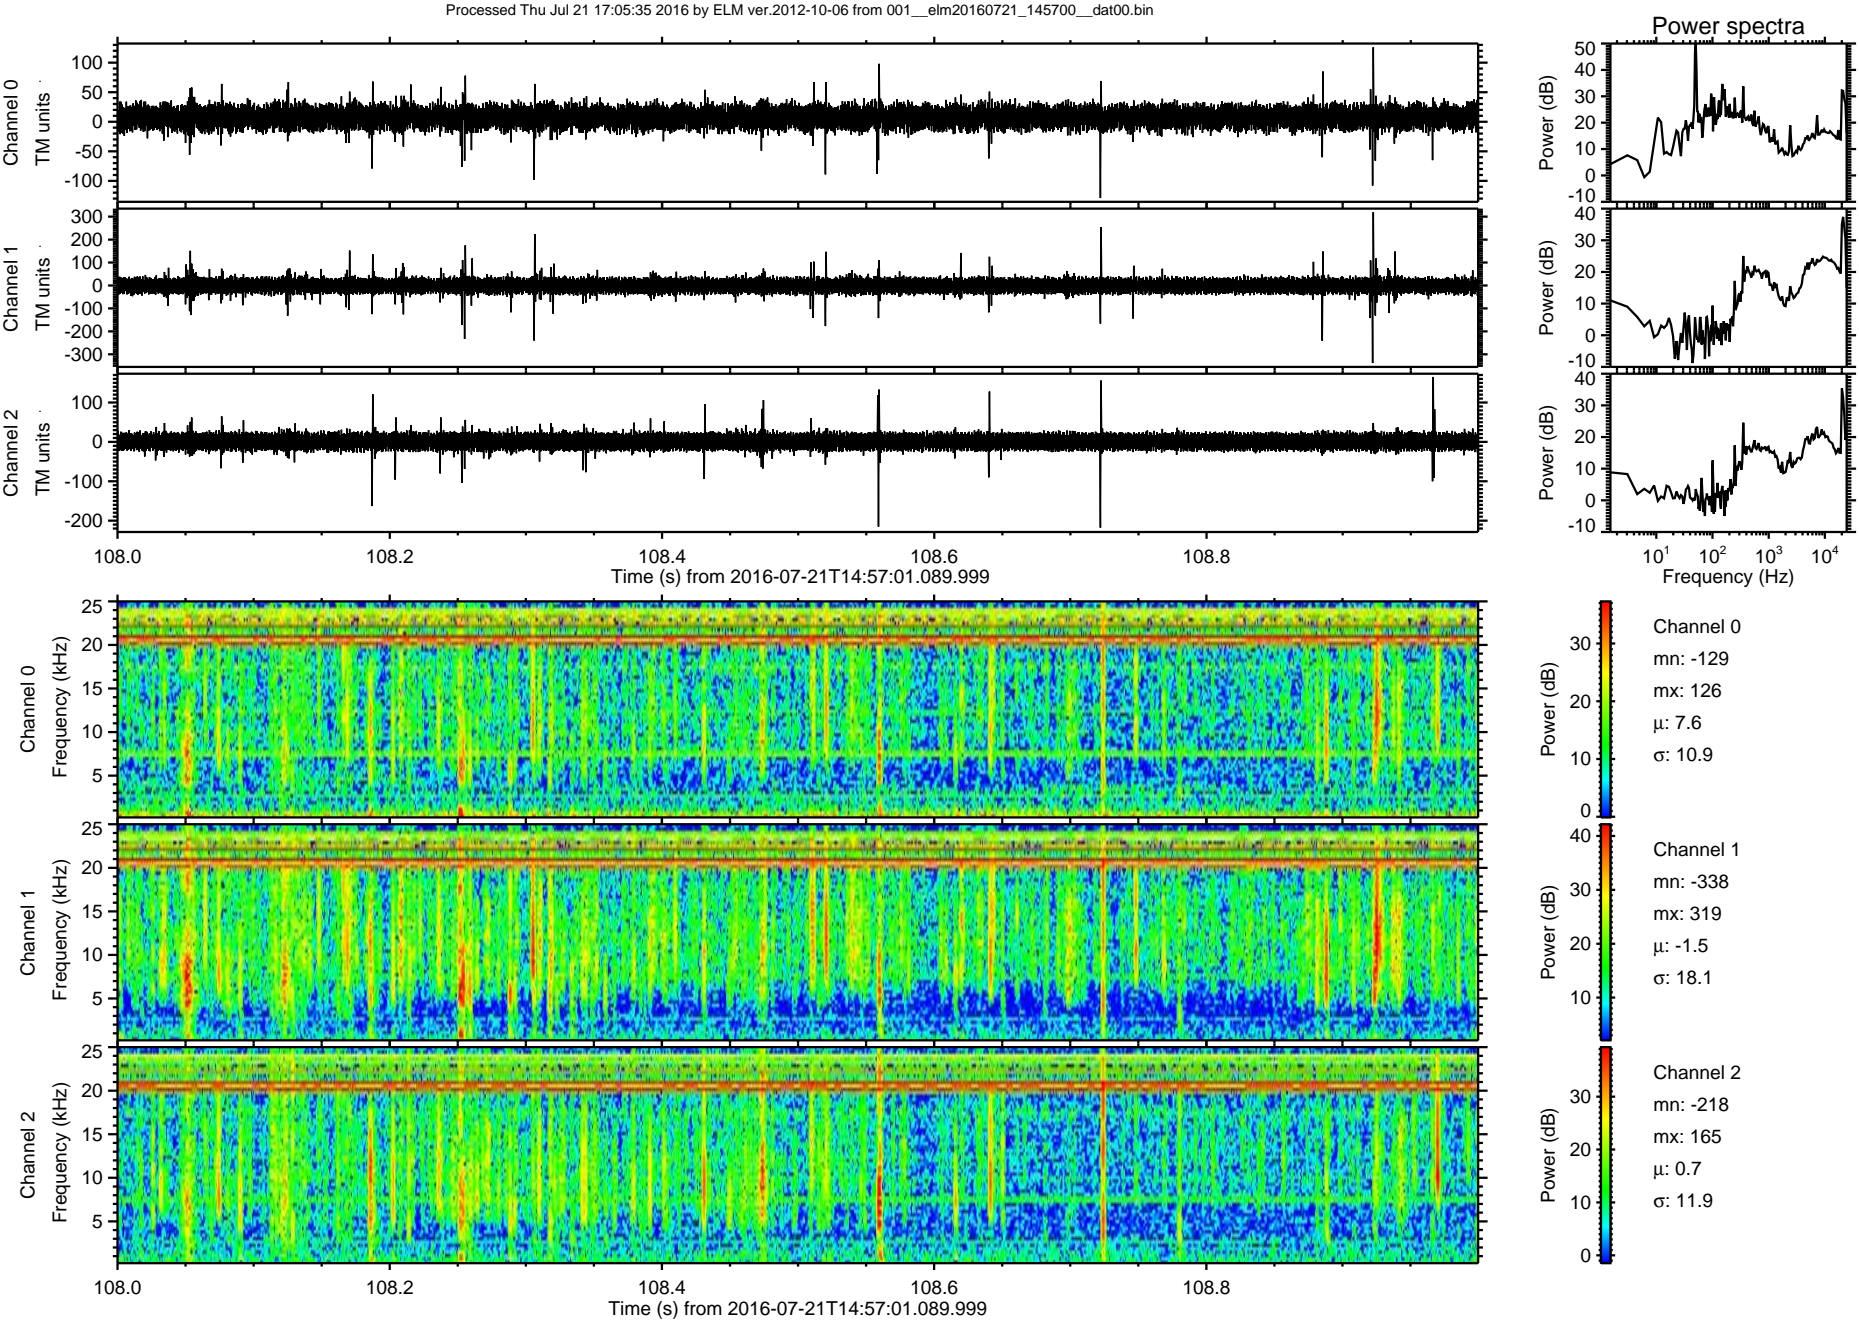 Processed Thu Jul 21 17:05:35 2016 by ELM ver.2012-10-06 from 001__elm20160721_145700__dat00.bin
Power spectra
Channel 0
TM units
100
50
0
-50
-100
Power (dB)
50
40
30
20
10
0
-10
Channel 1
TM units
300
200
100
0
-100
-200
-300
Power (dB)
40
30
20
10
0
-10
Channel 2
TM units
100
0
-100
-200
Power (dB)
40
30
20
10
0
-10
108.0 108.2 108.4 108.6 108.8
Time (s) from 2016-07-21T14:57:01.089.999
10^1 10^2 10^3 10^4
Frequency (Hz)
Channel 0
Frequency (kHz)
25
20
15
10
5
Power (dB)
30
20
10
0
Channel 0
mn: -129
mx: 126
μ: 7.6
σ: 10.9
Channel 1
Frequency (kHz)
25
20
15
10
5
Power (dB)
40
30
20
10
Channel 1
mn: -338
mx: 319
μ: -1.5
σ: 18.1
Channel 2
Frequency (kHz)
25
20
15
10
5
Power (dB)
30
20
10
0
Channel 2
mn: -218
mx: 165
μ: 0.7
σ: 11.9
108.0 108.2 108.4 108.6 108.8
Time (s) from 2016-07-21T14:57:01.089.999